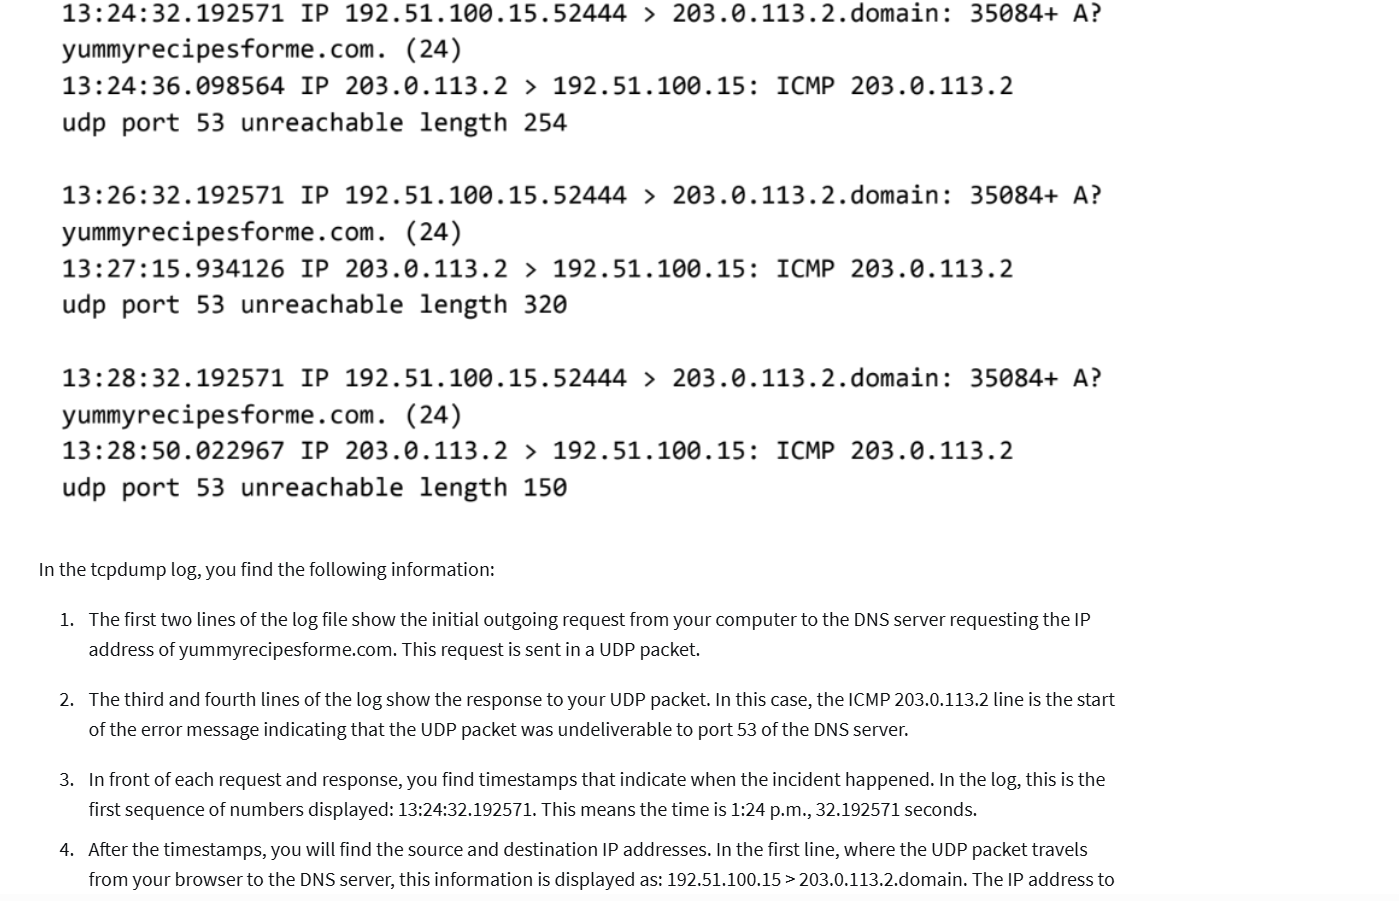 13:24:32.192571 IP 192.51.100.15.52444 > 203.0.113.2.domain: 35084+ A?
yummyrecipesforme.com. (24)
13:24:36.098564 IP 203.0.113.2 > 192.51.100.15: ICMP 203.0.113.2
udp port 53 unreachable length 254
13:26:32.192571 IP 192.51.100.15.52444 > 203.0.113.2.domain: 35084+ A?
yummyrecipesforme.com. (24)
13:27:15.934126 IP 203.0.113.2 > 192.51.100.15: ICMP 203.0.113.2
udp port 53 unreachable length 320
13:28:32.192571 IP 192.51.100.15.52444 > 203.0.113.2.domain: 35084+ A?
yummyrecipesforme.com. (24)
13:28:50.022967 IP 203.0.113.2 > 192.51.100.15: ICMP 203.0.113.2
udp port 53 unreachable length 150
In the tcpdump log, you find the following information:
1. The first two lines of the log file show the initial outgoing request from your computer to the DNS server requesting the IP
address of yummyrecipesforme.com. This request is sent in a UDP packet.
2. The third and fourth lines of the log show the response to your UDP packet. In this case, the ICMP 203.0.113.2 line is the start
of the error message indicating that the UDP packet was undeliverable to port 53 of the DNS server.
3. In front of each request and response, you find timestamps that indicate when the incident happened. In the log, this is the
first sequence of numbers displayed: 13:24:32.192571. This means the time is 1:24 p.m., 32.192571 seconds.
4. After the timestamps, you will find the source and destination IP addresses. In the first line, where the UDP packet travels
from your browser to the DNS server, this information is displayed as: 192.51.100.15 > 203.0.113.2.domain. The IP address to